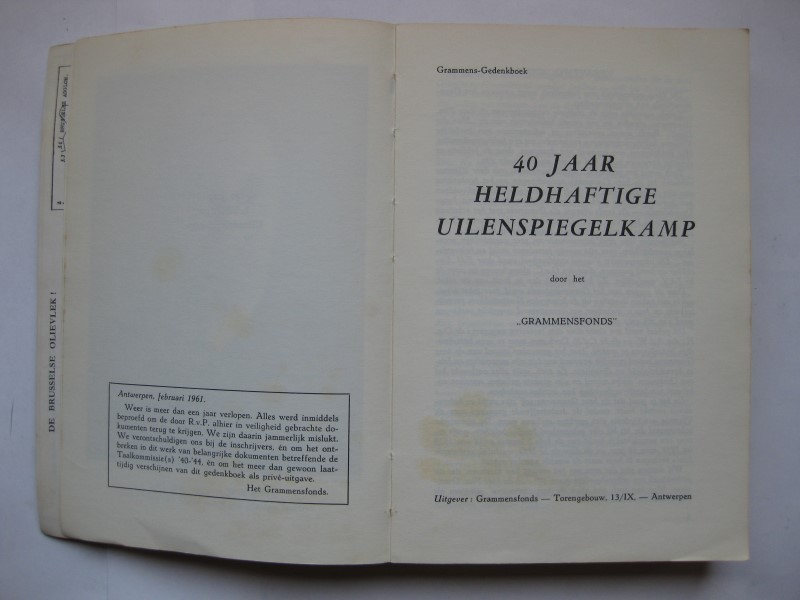 DE BRUSSELSE OLIEVLEK!
Antwerpen, februari 1961.
Weer is meer dan een jaar verlopen. Alles werd inmiddels
beproefd om de door R.v.P. alhier in veiligheid gebrachte do-
kumenten terug te krijgen. We zijn daarin jammerlijk mislukt.
We verontschuldigen ons bij de inschrijvers, én om het ont-
breken in dit werk van belangijke dokumenten betreffende de
Taalkommissie(s) '40-'44, én om het meer dan gewoon laat-
tijdig verschijnen van dit gedenkboek als privé-uitgave.
Het Grammensfonds.
Grammens-Gedenkboek
40 JAAR
HELDHAFTIGE
UILENSPIEGELKAMP
door het
„GRAMMENSFONDS"
Uitgever : Grammensfonds — Torengebouw, 13/IX. — Antwerpen